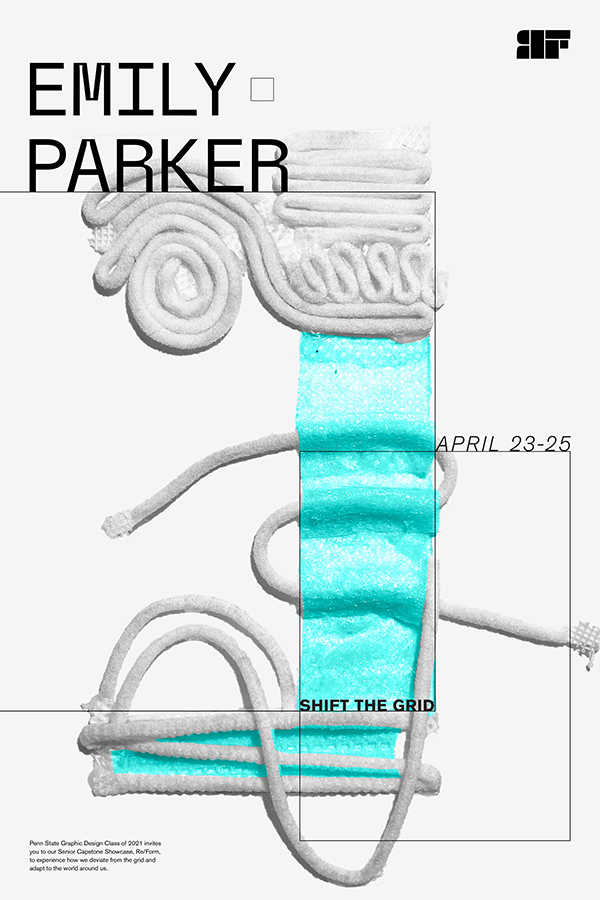 RF
EMILY
PARKER
APRIL 23-25
SHIFT THE GRID
Penn State Graphic Design Class of 2021 invites
you to our Senior Capstone Showcase, Re/Form,
to experience how we deviate from the grid and
adapt to the world around us.